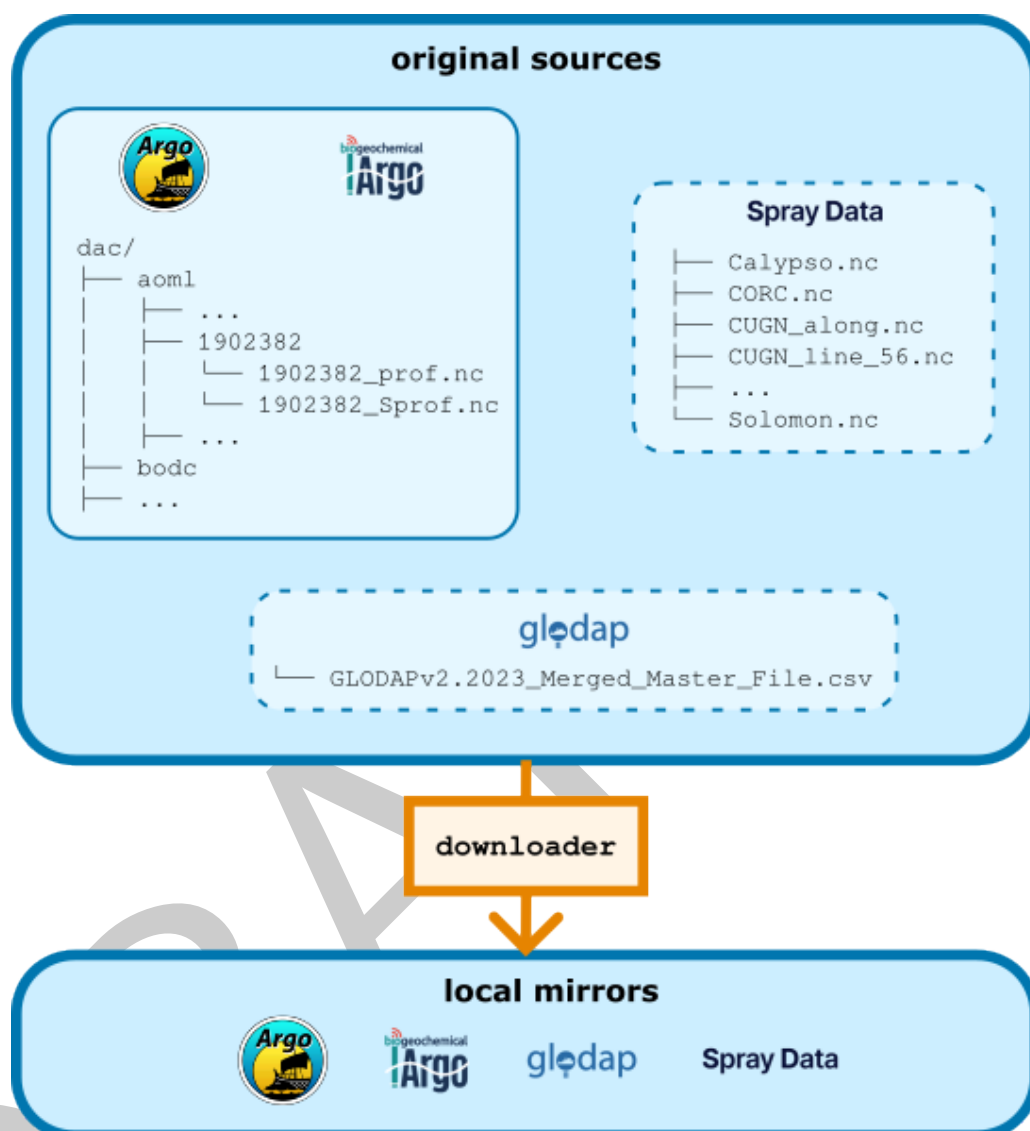 original sources
Argo
biogeochemical
Argo
dac/
├── aoml
│   ├── ...
│   ├── 1902382
│   │   └── 1902382_prof.nc
│   │   └── 1902382_Sprof.nc
│   ├── ...
├── bodc
├── ...
Spray Data
├── Calypso.nc
├── CORC.nc
├── CUGN_along.nc
├── CUGN_line_56.nc
├── ...
└── Solomon.nc
glodap
└── GLODAPv2.2023_Merged_Master_File.csv
downloader
local mirrors
Argo
biogeochemical
Argo
glodap
Spray Data